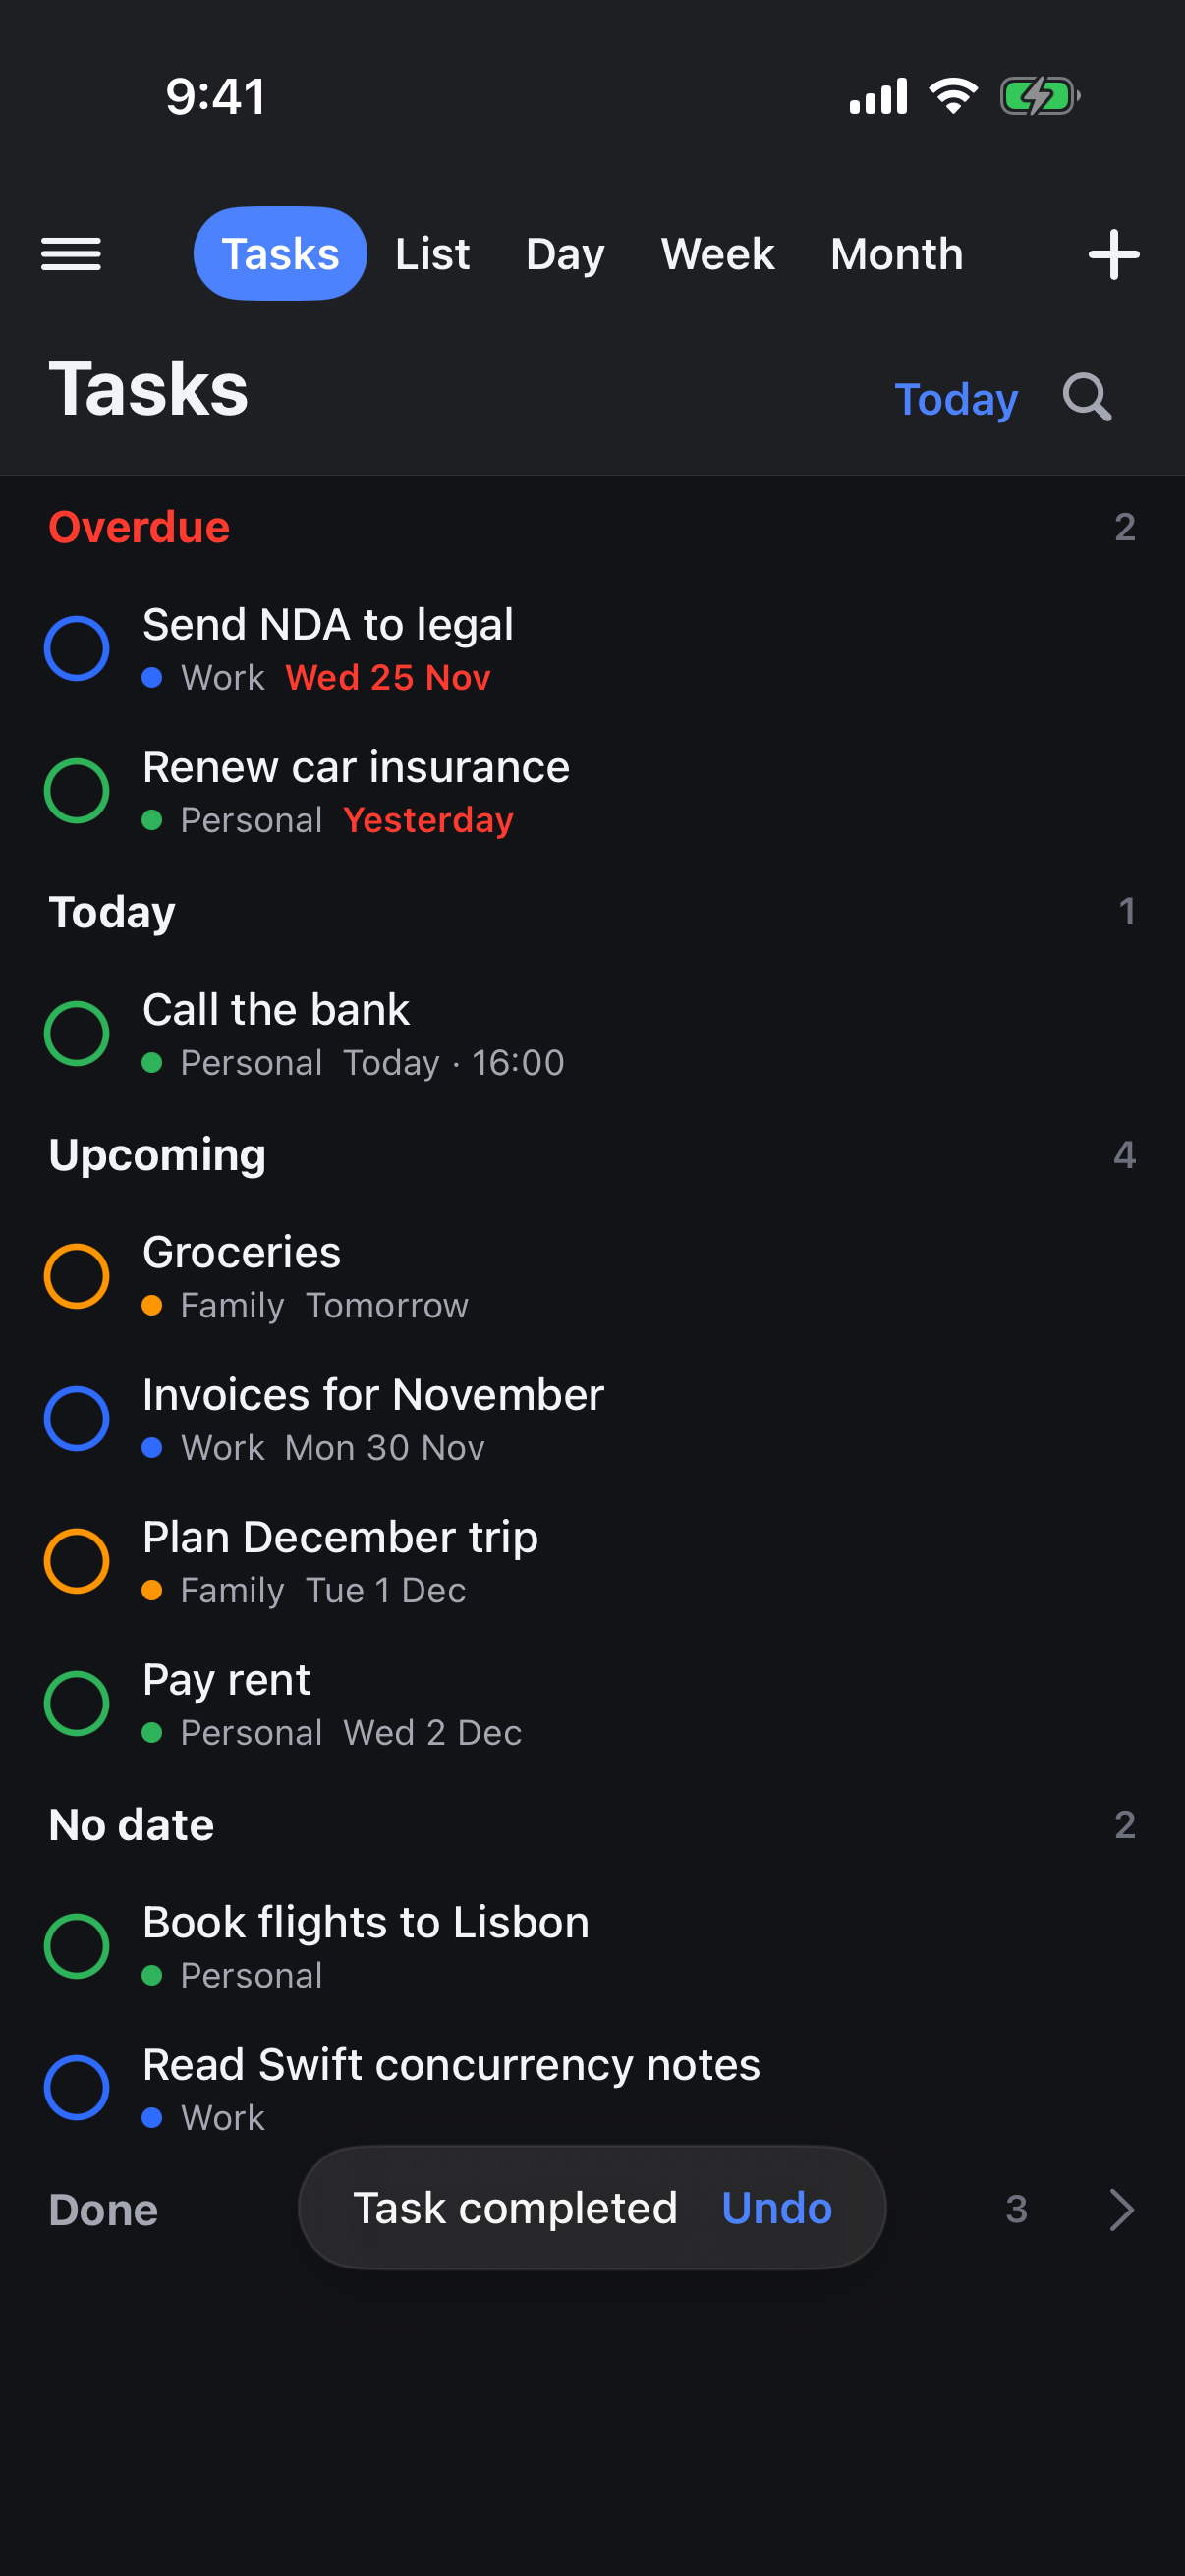 9:41
Tasks List Day Week Month
Tasks
Today
Overdue 2
Send NDA to legal
Work Wed 25 Nov
Renew car insurance
Personal Yesterday
Today 1
Call the bank
Personal Today · 16:00
Upcoming 4
Groceries
Family Tomorrow
Invoices for November
Work Mon 30 Nov
Plan December trip
Family Tue 1 Dec
Pay rent
Personal Wed 2 Dec
No date 2
Book flights to Lisbon
Personal
Read Swift concurrency notes
Work
Done Task completed Undo 3